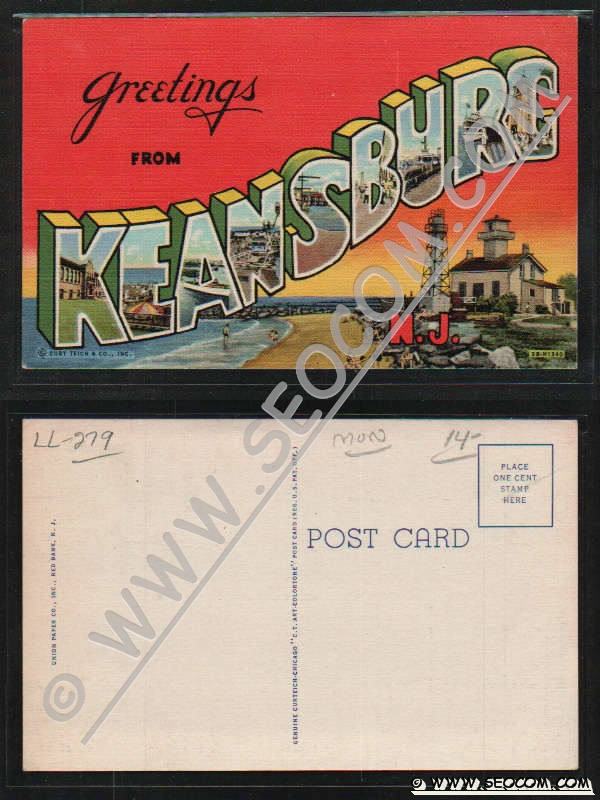 Greetings
FROM
KEANSBURG
N.J.
© CURT TEICH & CO., INC.
5B-H1340
LL-279
MON
14-
PLACE
ONE CENT
STAMP
HERE
POST CARD
UNION PAPER CO., INC., RED BANK, N. J.
GENUINE CURTEICH-CHICAGO "C.T. ART-COLORTONE" POST CARD (REG. U.S. PAT. OFF.)
© WWW.SEOCOM.COM
© WWW.SEOCOM.COM